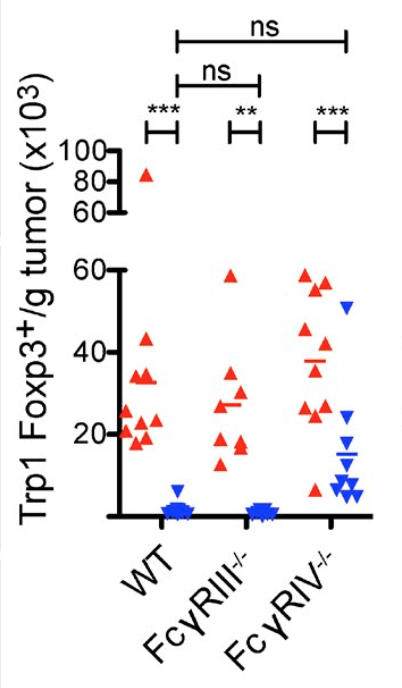 ns
ns
*** ** ***
Trp1 Foxp3⁺/g tumor (x10³)
100
80
60
60
40
20
WT
FcγRIII⁻/⁻
FcγRIV⁻/⁻